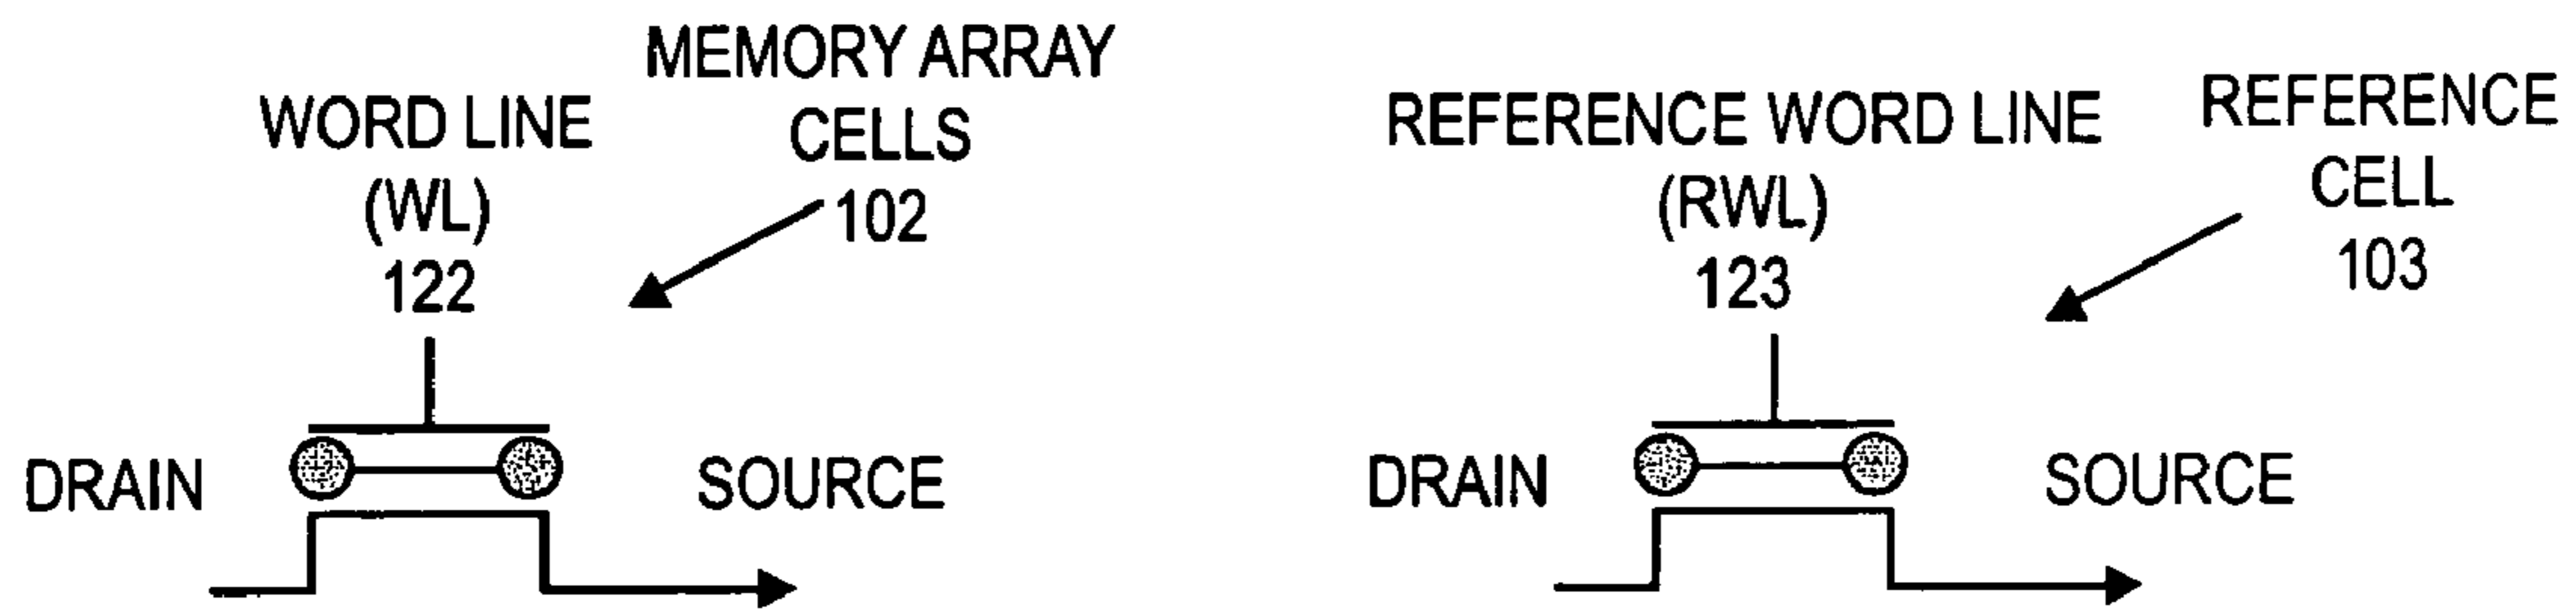 WORD LINE
(WL)
122
MEMORY ARRAY
CELLS
102
DRAIN
SOURCE
REFERENCE WORD LINE
(RWL)
123
REFERENCE
CELL
103
DRAIN
SOURCE